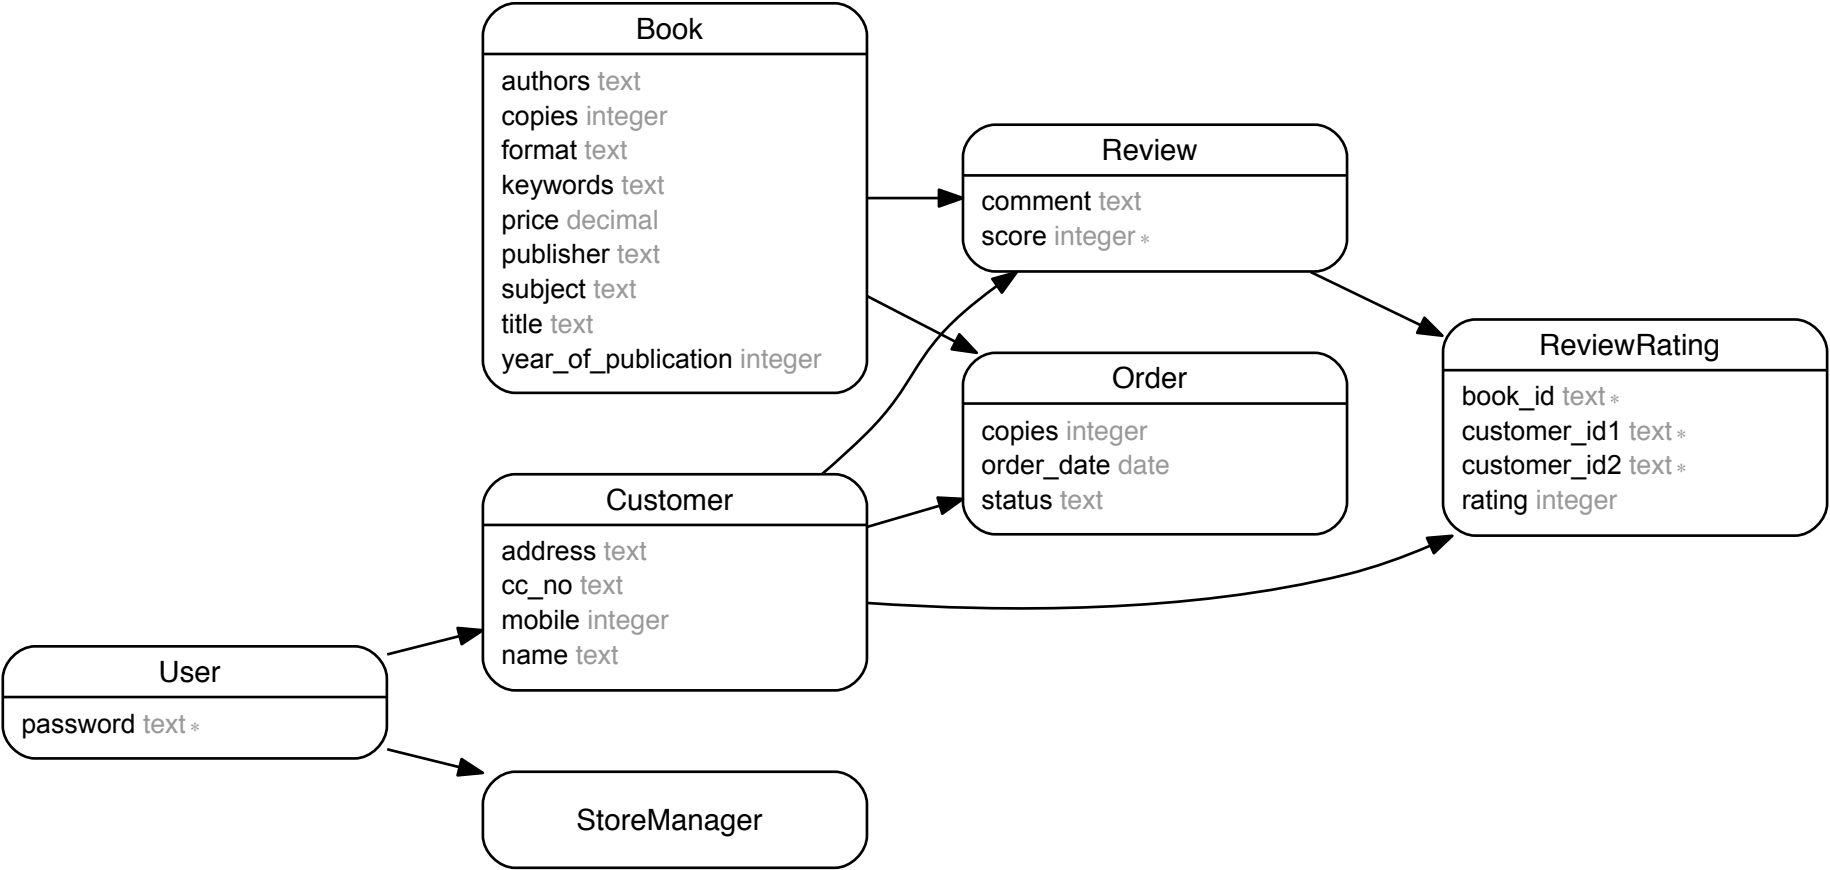 Book
authors text
copies integer
format text
keywords text
price decimal
publisher text
subject text
title text
year_of_publication integer
Review
comment text
score integer *
Order
copies integer
order_date date
status text
ReviewRating
book_id text *
customer_id1 text *
customer_id2 text *
rating integer
Customer
address text
cc_no text
mobile integer
name text
User
password text *
StoreManager